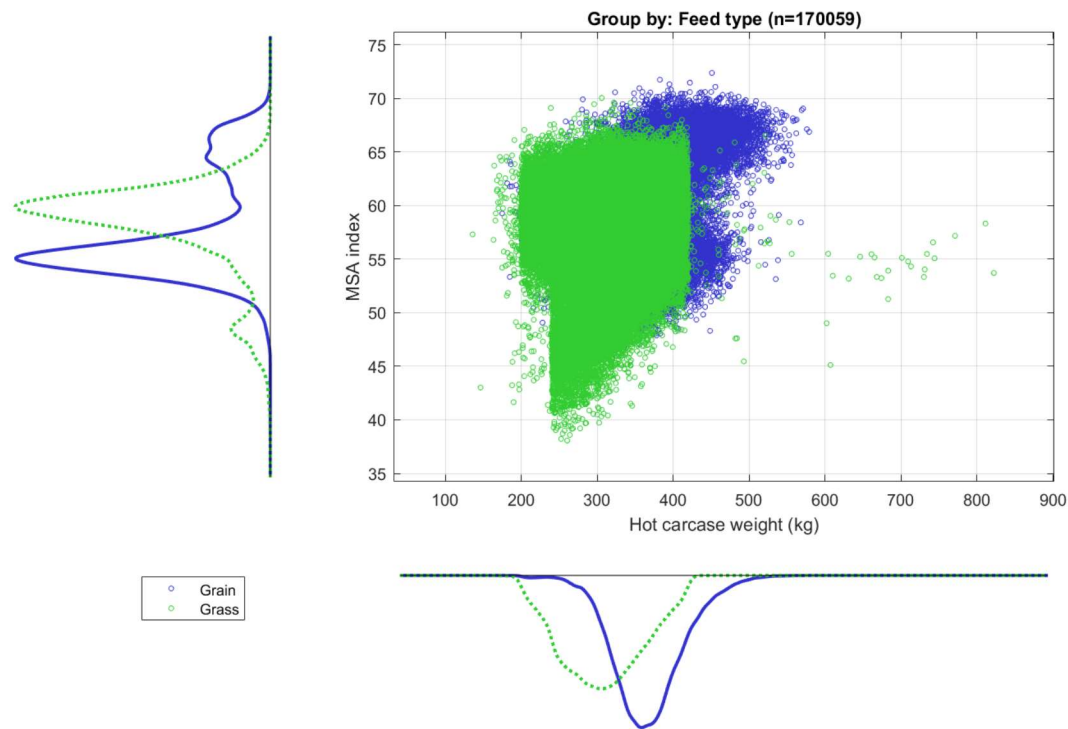 Group by: Feed type (n=170059)
75
70
65
60
55
50
45
40
35
MSA index
100 200 300 400 500 600 700 800 900
Hot carcase weight (kg)
Grain
Grass